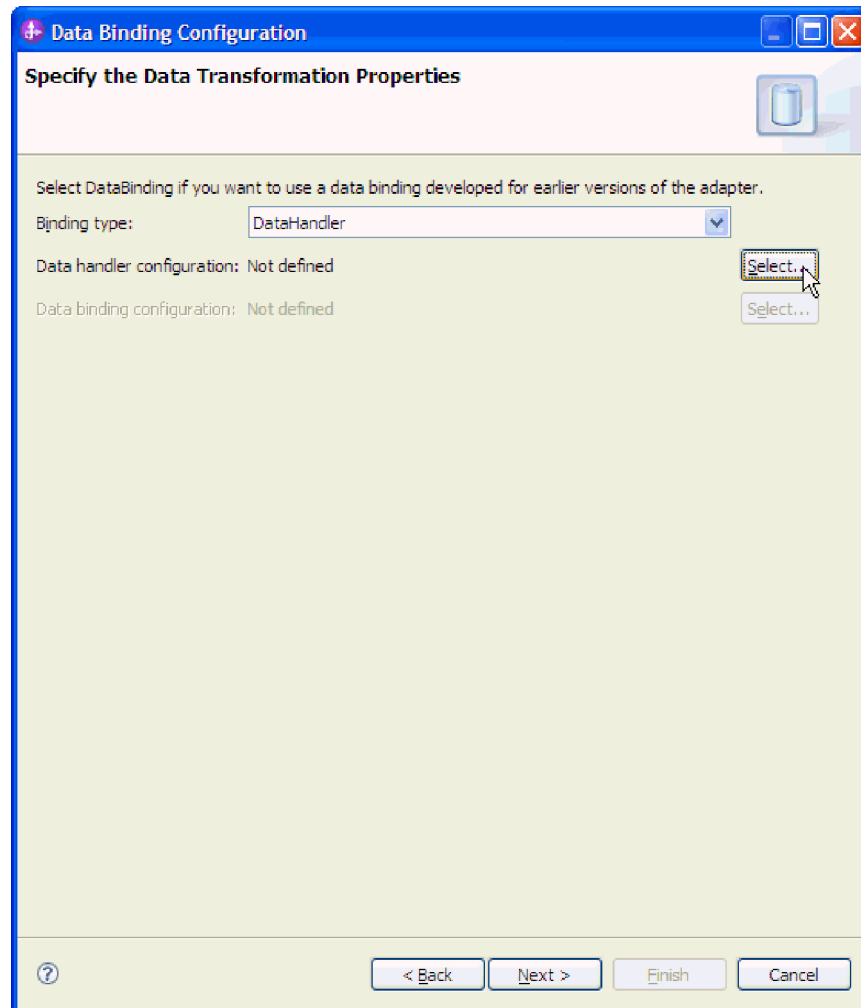 Data Binding Configuration
Specify the Data Transformation Properties
Select DataBinding if you want to use a data binding developed for earlier versions of the adapter.
Binding type: DataHandler
Data handler configuration: Not defined Select...
Data binding configuration: Not defined Select...
? < Back Next > Finish Cancel